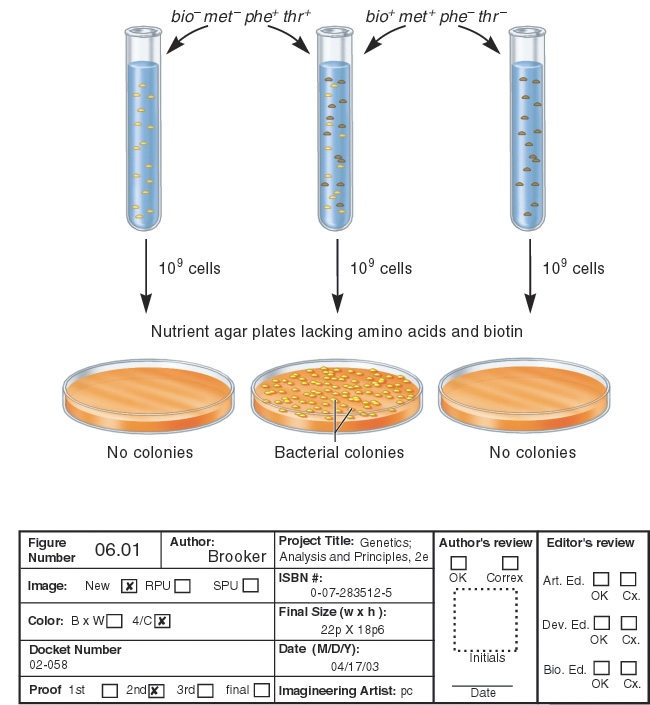 bio⁻ met⁻ phe⁺ thr⁺ bio⁺ met⁺ phe⁻ thr⁻
10⁹ cells 10⁹ cells 10⁹ cells
Nutrient agar plates lacking amino acids and biotin
No colonies Bacterial colonies No colonies
Figure Number 06.01
Author: Brooker
Project Title: Genetics;
Analysis and Principles, 2e
Image: New ☒ RPU ☐ SPU ☐
ISBN #:
0-07-283512-5
Color: B x W ☐ 4/C ☒
Final Size (w x h ):
22p X 18p6
Docket Number
02-058
Date (M/D/Y):
04/17/03
Proof 1st ☐ 2nd ☒ 3rd ☐ final ☐
Imagineering Artist: pc
Author's review
OK Correx
Initials
Date
Editor's review
Art. Ed.
OK Cx.
Dev. Ed.
OK Cx.
Bio. Ed.
OK Cx.